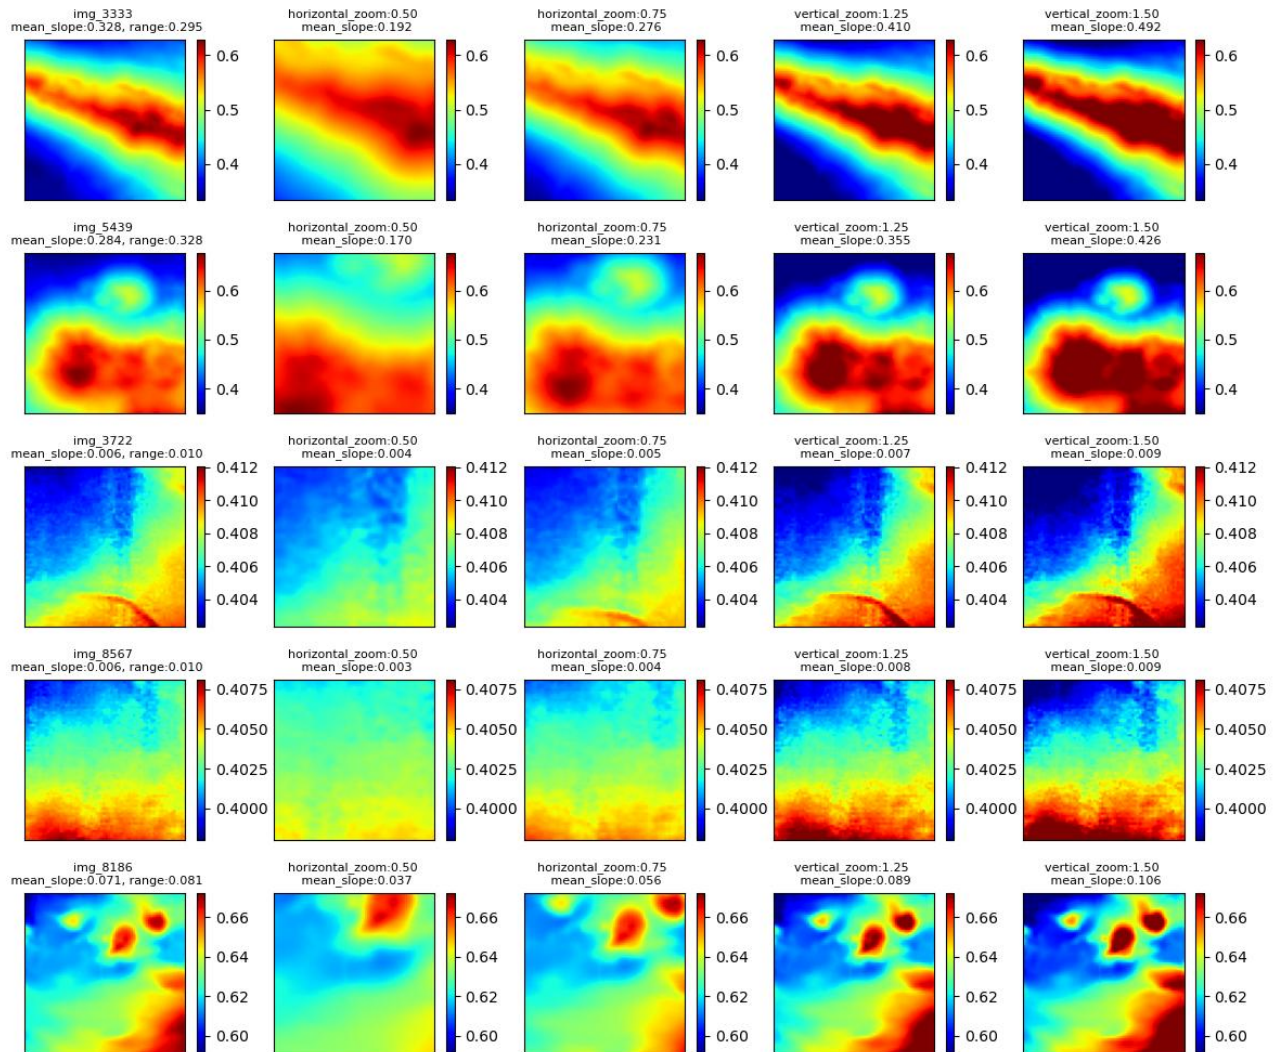 img_3333
mean_slope:0.328, range:0.295
horizontal_zoom:0.50
mean_slope:0.192
horizontal_zoom:0.75
mean_slope:0.276
vertical_zoom:1.25
mean_slope:0.410
vertical_zoom:1.50
mean_slope:0.492
0.6
0.5
0.4
0.6
0.5
0.4
0.6
0.5
0.4
0.6
0.5
0.4
0.6
0.5
0.4
img_5439
mean_slope:0.284, range:0.328
horizontal_zoom:0.50
mean_slope:0.170
horizontal_zoom:0.75
mean_slope:0.231
vertical_zoom:1.25
mean_slope:0.355
vertical_zoom:1.50
mean_slope:0.426
0.6
0.5
0.4
0.6
0.5
0.4
0.6
0.5
0.4
0.6
0.5
0.4
0.6
0.5
0.4
img_3722
mean_slope:0.006, range:0.010
horizontal_zoom:0.50
mean_slope:0.004
horizontal_zoom:0.75
mean_slope:0.005
vertical_zoom:1.25
mean_slope:0.007
vertical_zoom:1.50
mean_slope:0.009
0.412
0.410
0.408
0.406
0.404
0.412
0.410
0.408
0.406
0.404
0.412
0.410
0.408
0.406
0.404
0.412
0.410
0.408
0.406
0.404
0.412
0.410
0.408
0.406
0.404
img_8567
mean_slope:0.006, range:0.010
horizontal_zoom:0.50
mean_slope:0.003
horizontal_zoom:0.75
mean_slope:0.004
vertical_zoom:1.25
mean_slope:0.008
vertical_zoom:1.50
mean_slope:0.009
0.4075
0.4050
0.4025
0.4000
0.4075
0.4050
0.4025
0.4000
0.4075
0.4050
0.4025
0.4000
0.4075
0.4050
0.4025
0.4000
0.4075
0.4050
0.4025
0.4000
img_8186
mean_slope:0.071, range:0.081
horizontal_zoom:0.50
mean_slope:0.037
horizontal_zoom:0.75
mean_slope:0.056
vertical_zoom:1.25
mean_slope:0.089
vertical_zoom:1.50
mean_slope:0.106
0.66
0.64
0.62
0.60
0.66
0.64
0.62
0.60
0.66
0.64
0.62
0.60
0.66
0.64
0.62
0.60
0.66
0.64
0.62
0.60